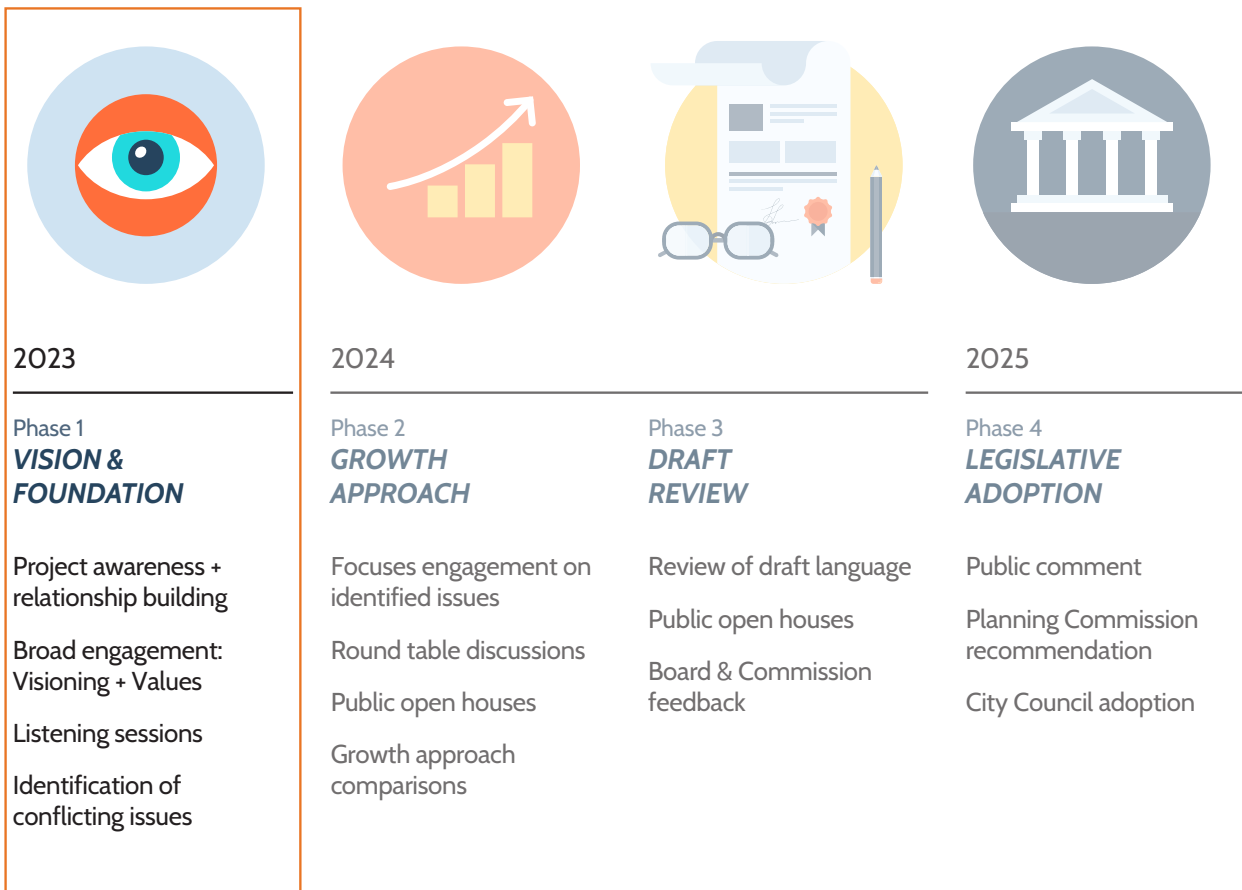 2023
Phase 1
VISION &
FOUNDATION
Project awareness +
relationship building
Broad engagement:
Visioning + Values
Listening sessions
Identification of
conflicting issues
2024
Phase 2
GROWTH
APPROACH
Focuses engagement on
identified issues
Round table discussions
Public open houses
Growth approach
comparisons
Phase 3
DRAFT
REVIEW
Review of draft language
Public open houses
Board & Commission
feedback
2025
Phase 4
LEGISLATIVE
ADOPTION
Public comment
Planning Commission
recommendation
City Council adoption